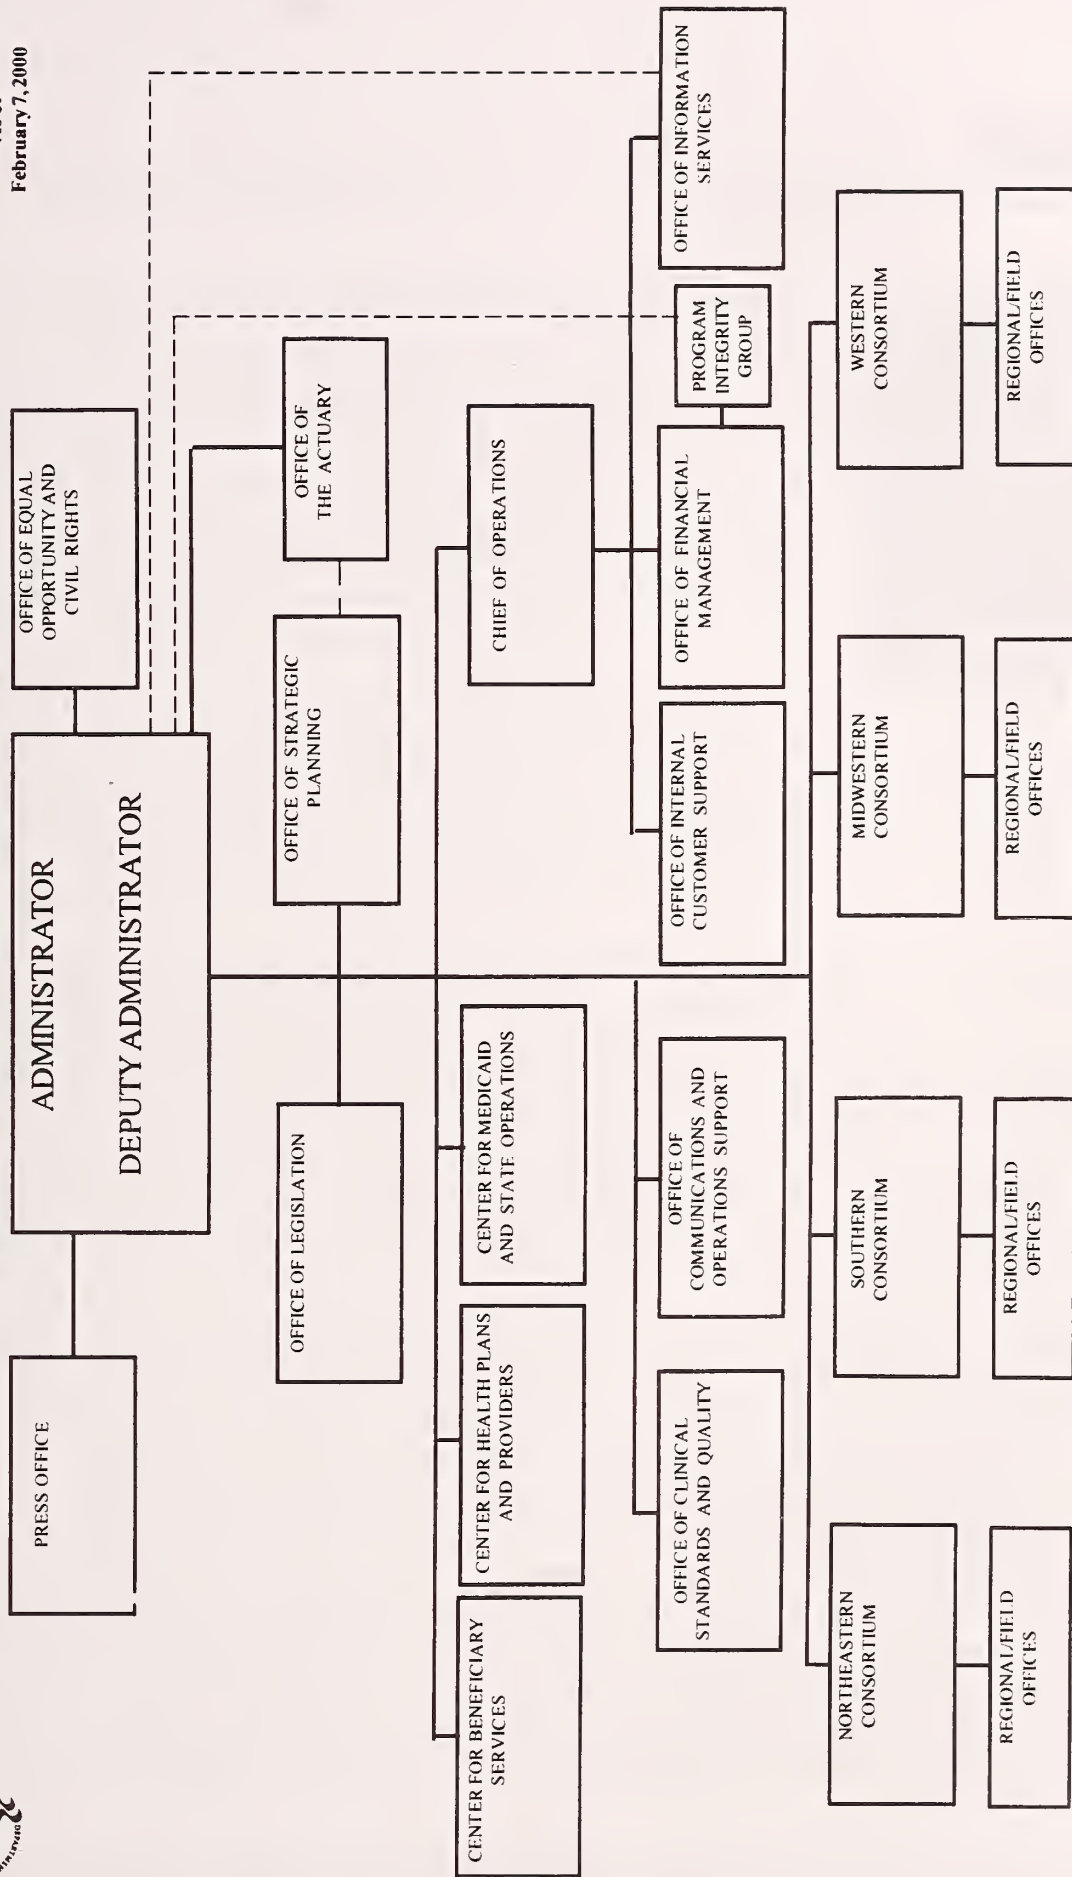 February 7, 2000
ADMINISTRATOR
DEPUTY ADMINISTRATOR
PRESS OFFICE
OFFICE OF EQUAL
OPPORTUNITY AND
CIVIL RIGHTS
OFFICE OF LEGISLATION
OFFICE OF STRATEGIC
PLANNING
OFFICE OF
THE ACTUARY
CENTER FOR BENEFICIARY
SERVICES
CENTER FOR HEALTH PLANS
AND PROVIDERS
CENTER FOR MEDICAID
AND STATE OPERATIONS
CHIEF OF OPERATIONS
OFFICE OF CLINICAL
STANDARDS AND QUALITY
OFFICE OF
COMMUNICATIONS AND
OPERATIONS SUPPORT
OFFICE OF INTERNAL
CUSTOMER SUPPORT
OFFICE OF FINANCIAL
MANAGEMENT
PROGRAM
INTEGRITY
GROUP
OFFICE OF INFORMATION
SERVICES
NORTHEASTERN
CONSORTIUM
SOUTHERN
CONSORTIUM
MIDWESTERN
CONSORTIUM
WESTERN
CONSORTIUM
REGIONAL/FIELD
OFFICES
REGIONAL/FIELD
OFFICES
REGIONAL/FIELD
OFFICES
REGIONAL/FIELD
OFFICES